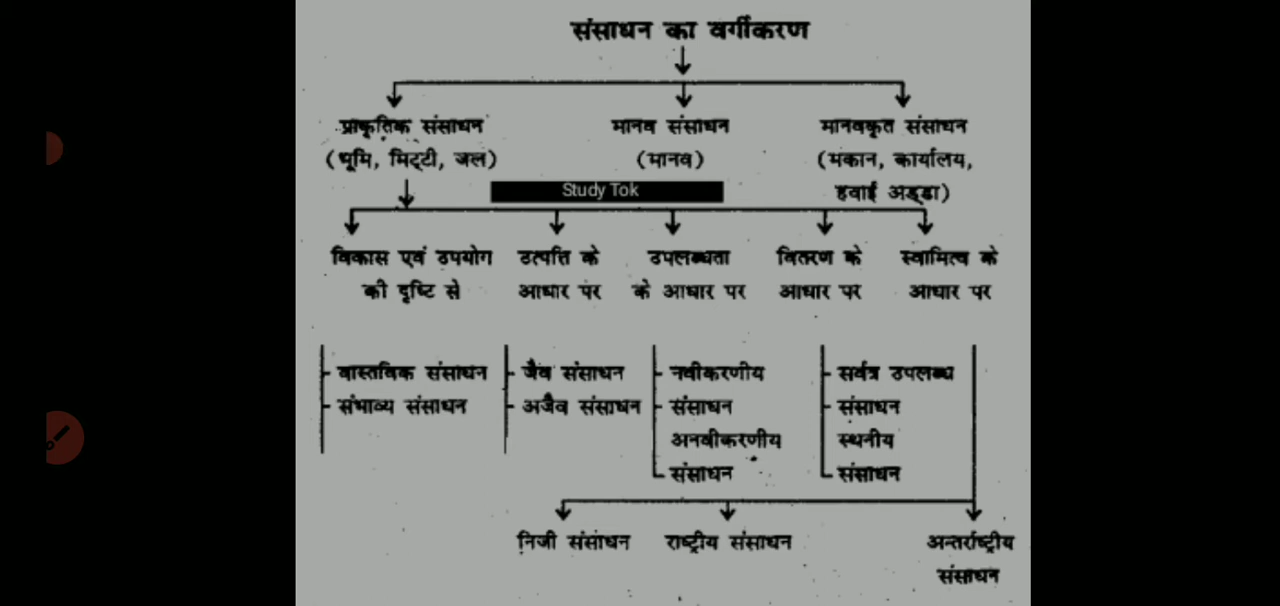 संसाधन का वर्गीकरण
प्राकृतिक संसाधन
(भूमि, मिट्टी, जल)
मानव संसाधन
(मानव)
मानवकृत संसाधन
(मकान, कार्यालय,
हवाई अड्डा)
Study Tok
विकास एवं उपयोग
की दृष्टि से
उत्पत्ति के
आधार पर
उपलब्धता
के आधार पर
वितरण के
आधार पर
स्वामित्व के
आधार पर
वास्तविक संसाधन
संभाव्य संसाधन
जैव संसाधन
अजैव संसाधन
नवीकरणीय
संसाधन
अनवीकरणीय
संसाधन
सर्वत्र उपलब्ध
संसाधन
स्थनीय
संसाधन
निजी संसाधन
राष्ट्रीय संसाधन
अन्तर्राष्ट्रीय
संसाधन